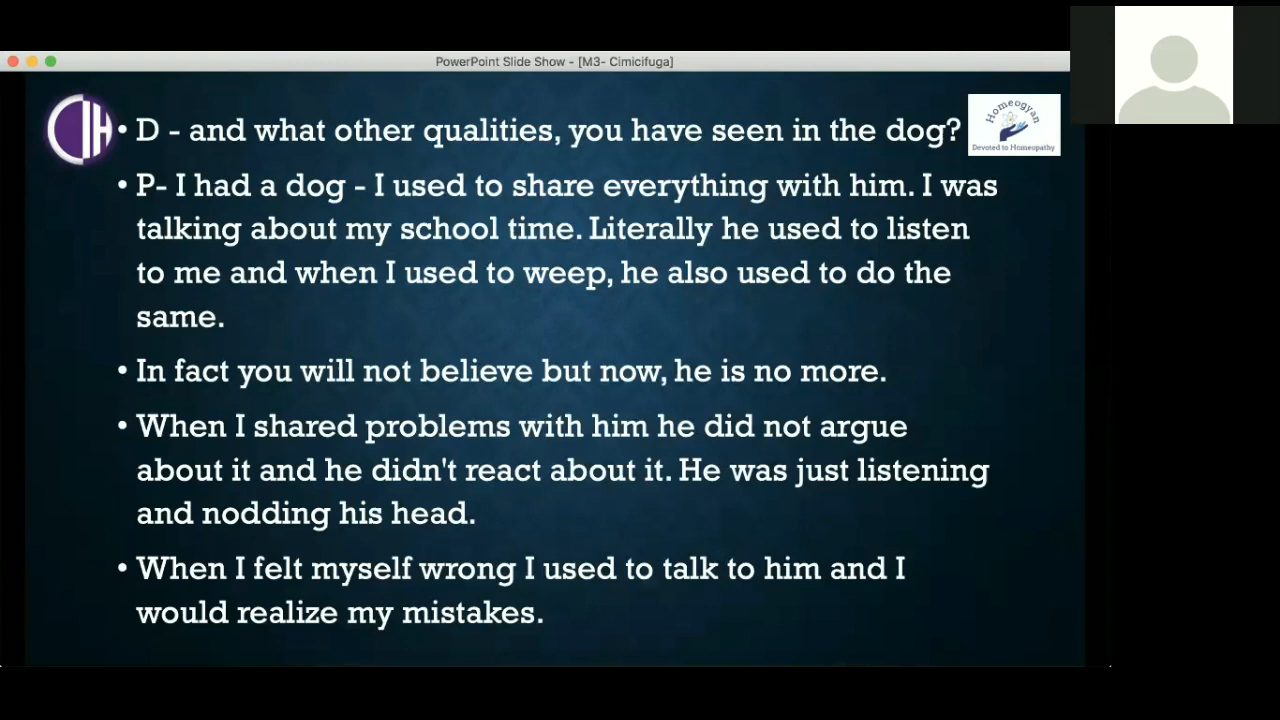 PowerPoint Slide Show - [M3- Cimicifuga]
• D - and what other qualities, you have seen in the dog?
Homeogyan
Devoted to Homeopathy
• P- I had a dog - I used to share everything with him. I was
talking about my school time. Literally he used to listen
to me and when I used to weep, he also used to do the
same.
• In fact you will not believe but now, he is no more.
• When I shared problems with him he did not argue
about it and he didn't react about it. He was just listening
and nodding his head.
• When I felt myself wrong I used to talk to him and I
would realize my mistakes.